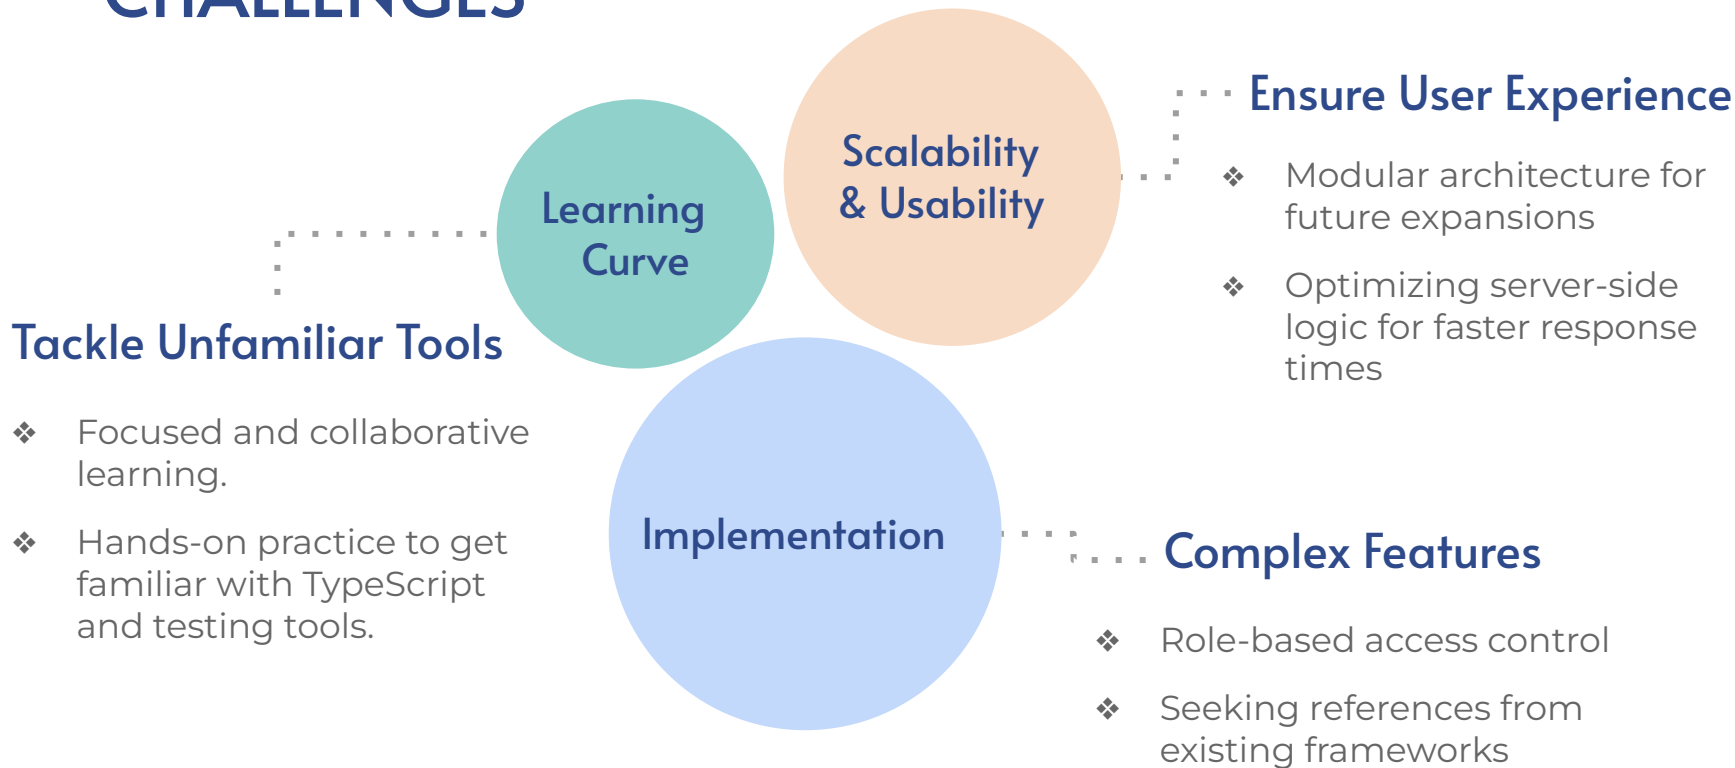 CHALLENGES
Scalability
& Usability
Learning
Curve
Implementation
Ensure User Experience
❖ Modular architecture for
future expansions
❖ Optimizing server-side
logic for faster response
times
Tackle Unfamiliar Tools
❖ Focused and collaborative
learning.
❖ Hands-on practice to get
familiar with TypeScript
and testing tools.
Complex Features
❖ Role-based access control
❖ Seeking references from
existing frameworks